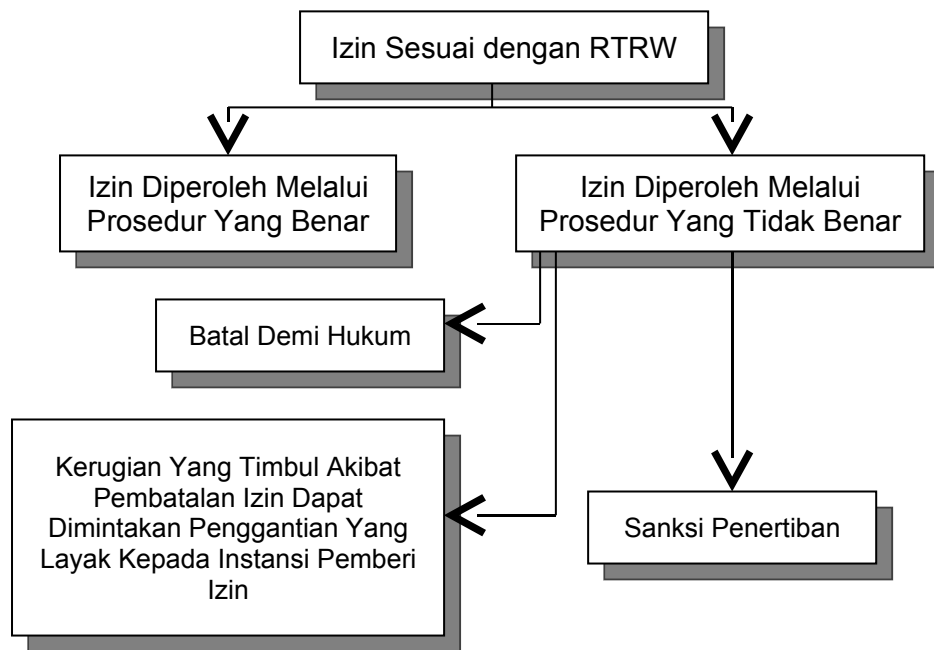 Izin Sesuai dengan RTRW
Izin Diperoleh Melalui
Prosedur Yang Benar
Izin Diperoleh Melalui
Prosedur Yang Tidak Benar
Batal Demi Hukum
Kerugian Yang Timbul Akibat
Pembatalan Izin Dapat
Dimintakan Penggantian Yang
Layak Kepada Instansi Pemberi
Izin
Sanksi Penertiban